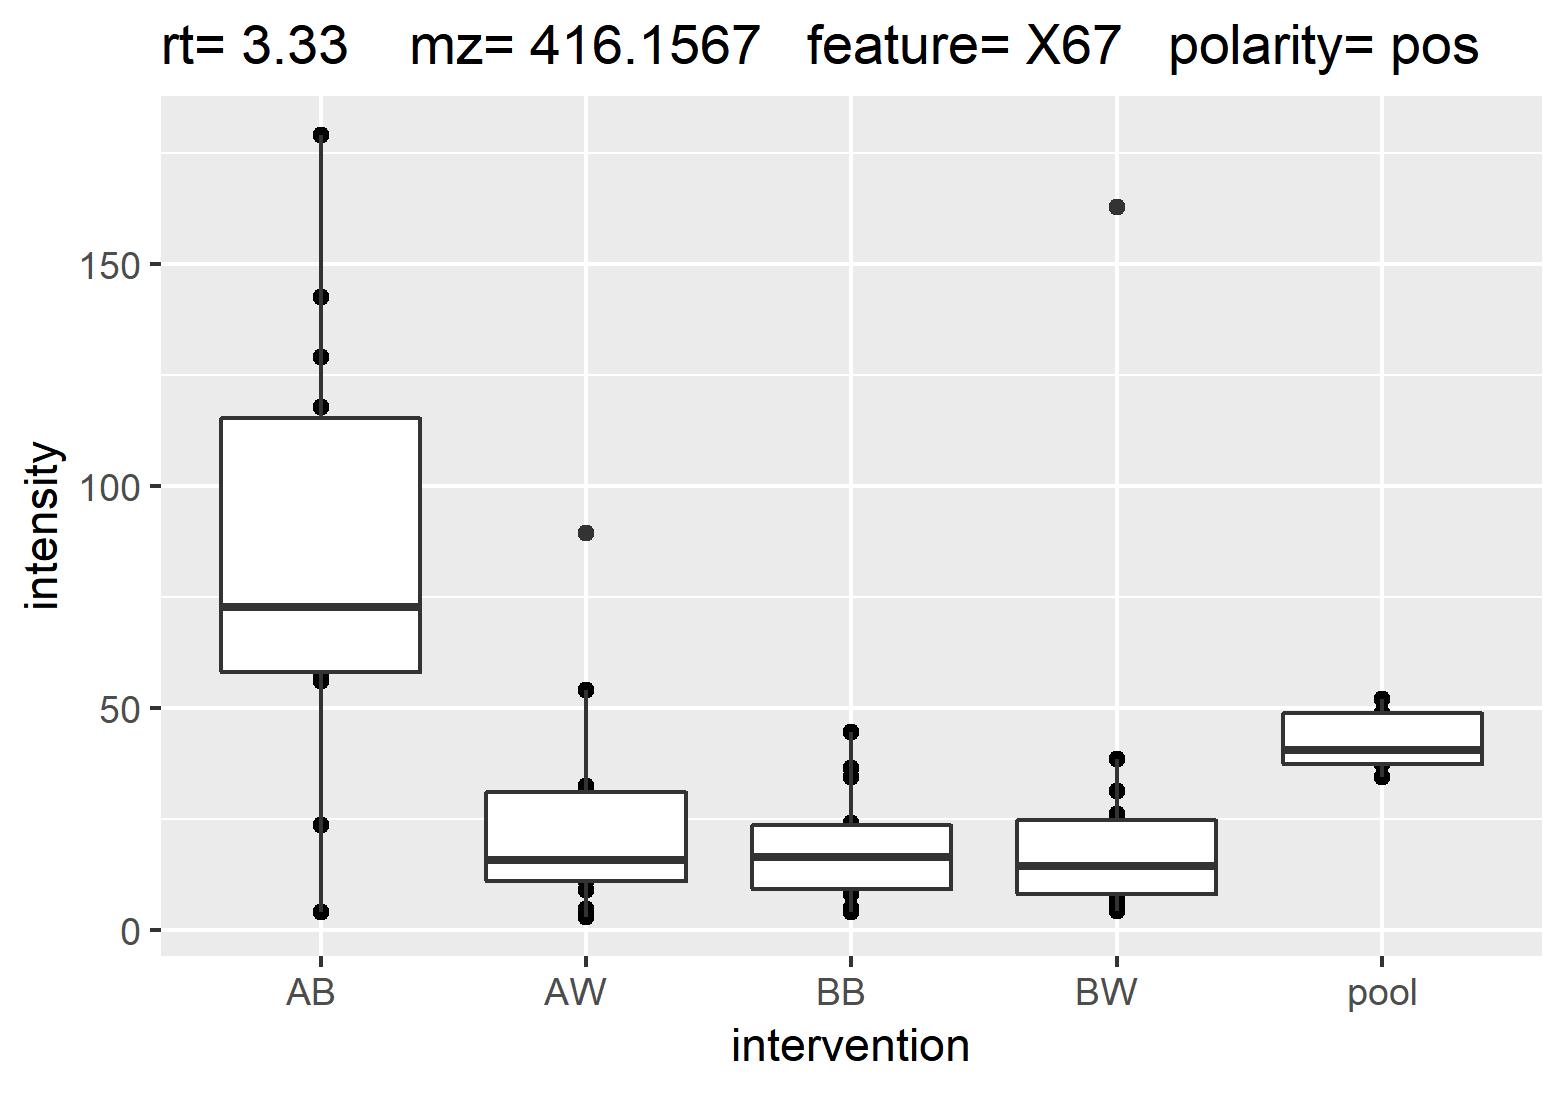 rt= 3.33 mz= 416.1567 feature= X67 polarity= pos
intensity
150
100
50
0
AB AW BB BW pool
intervention